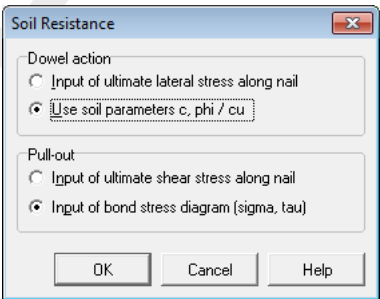 Soil Resistance
Dowel action
Input of ultimate lateral stress along nail
Use soil parameters c, phi / cu
Pull-out
Input of ultimate shear stress along nail
Input of bond stress diagram (sigma, tau)
OK Cancel Help